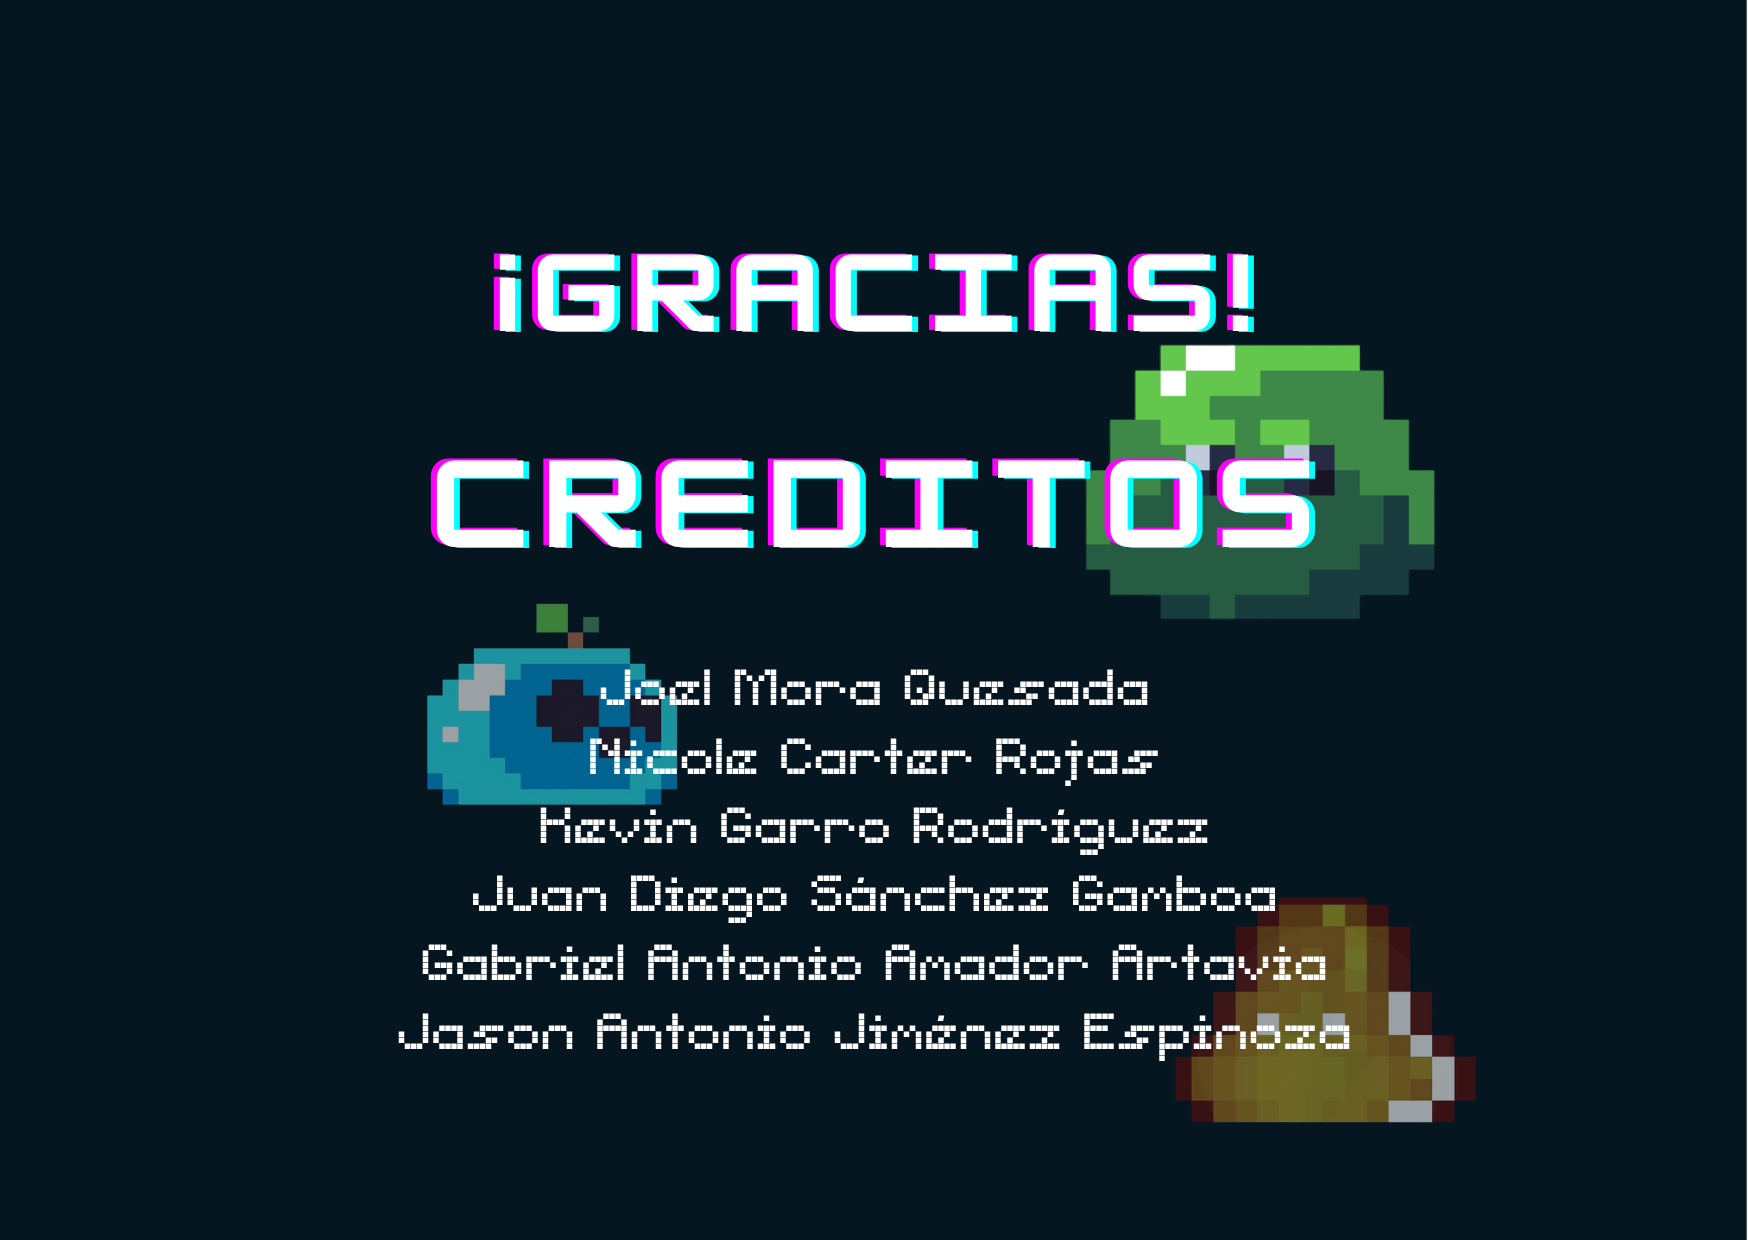 ¡GRACIAS!
CREDITOS
Joel Mora Quesada
Nicole Carter Rojas
Kevin Garro Rodríguez
Juan Diego Sánchez Gamboa
Gabriel Antonio Amador Artavia
Jason Antonio Jiménez Espinoza